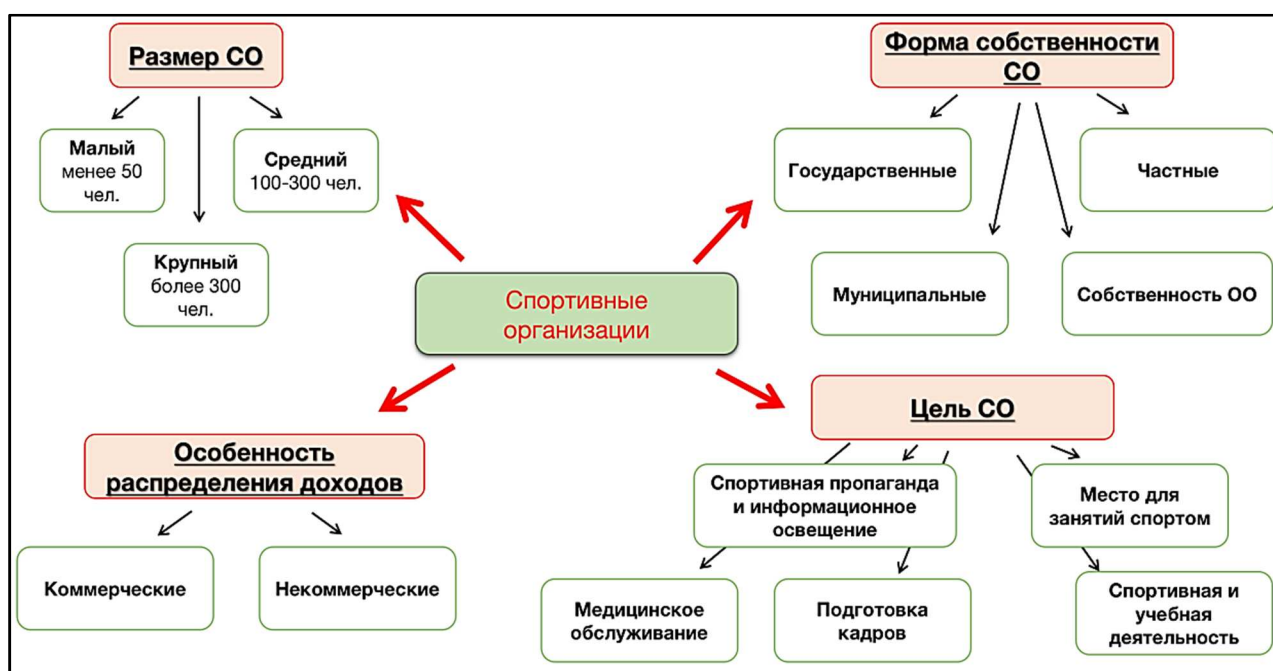 Размер СО
Малый
менее 50
чел.
Средний
100-300 чел.
Крупный
более 300
чел.
Форма собственности
СО
Государственные
Частные
Муниципальные
Собственность ОО
Спортивные
организации
Особенность
распределения доходов
Коммерческие
Некоммерческие
Цель СО
Спортивная пропаганда
и информационное
освещение
Место для
занятий спортом
Медицинское
обслуживание
Подготовка
кадров
Спортивная и
учебная
деятельность